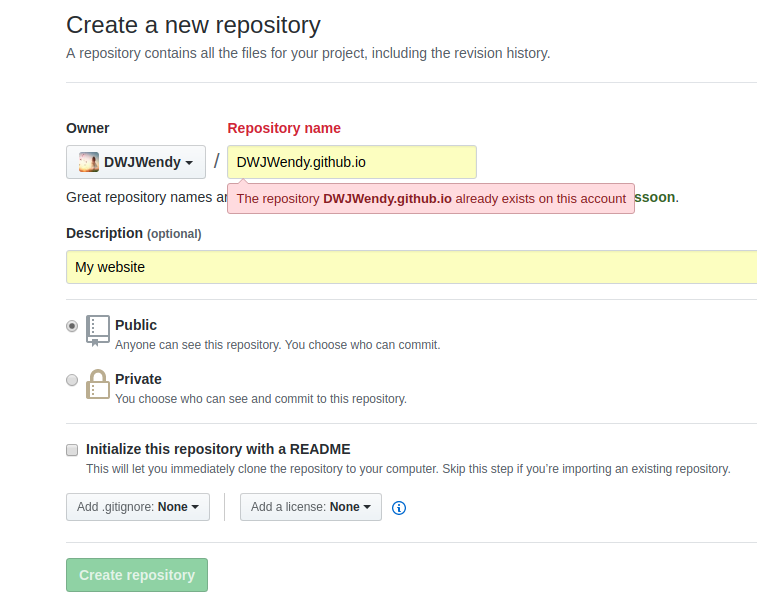 Create a new repository
A repository contains all the files for your project, including the revision history.
Owner Repository name
DWJWendy / DWJWendy.github.io
Great repository names ssoon.
The repository DWJWendy.github.io already exists on this account
Description (optional)
My website
Public
Anyone can see this repository. You choose who can commit.
Private
You choose who can see and commit to this repository.
Initialize this repository with a README
This will let you immediately clone the repository to your computer. Skip this step if you’re importing an existing repository.
Add .gitignore: None Add a license: None
Create repository